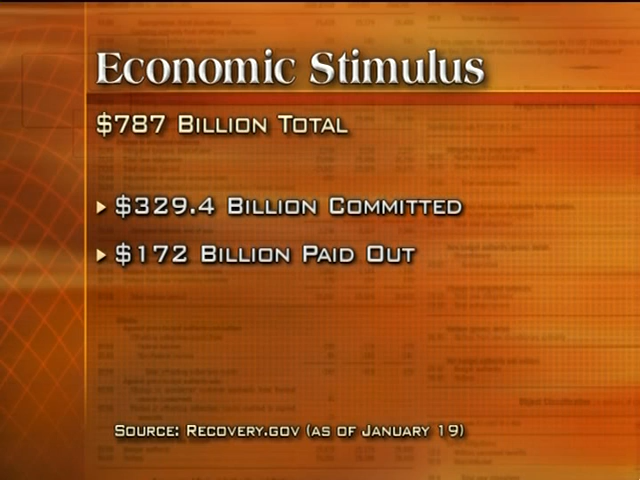 Economic Stimulus
$787 Billion Total
$329.4 Billion Committed
$172 Billion Paid Out
Source: Recovery.gov (as of January 19)